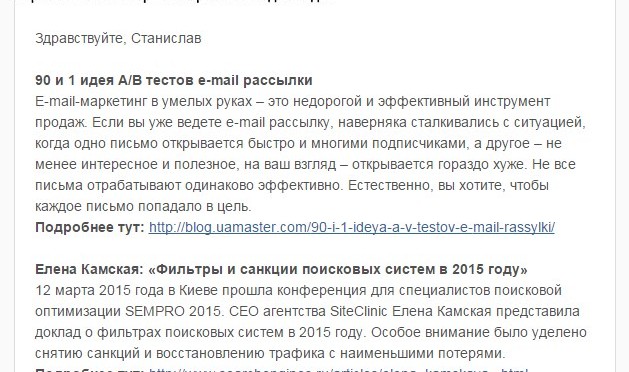 Здравствуйте, Станислав
90 и 1 идея A/B тестов e-mail рассылки
E-mail-маркетинг в умелых руках – это недорогой и эффективный инструмент
продаж. Если вы уже ведете e-mail рассылку, наверняка сталкивались с ситуацией,
когда одно письмо открывается быстро и многими подписчиками, а другое – не
менее интересное и полезное, на ваш взгляд – открывается гораздо хуже. Не все
письма отрабатывают одинаково эффективно. Естественно, вы хотите, чтобы
каждое письмо попадало в цель.
Подробнее тут: http://blog.uamaster.com/90-i-1-ideya-a-v-testov-e-mail-rassylki/
Елена Камская: «Фильтры и санкции поисковых систем в 2015 году»
12 марта 2015 года в Киеве прошла конференция для специалистов поисковой
оптимизации SEMPRO 2015. CEO агентства SiteClinic Елена Камская представила
доклад о фильтрах поисковых систем в 2015 году. Особое внимание было уделено
снятию санкций и восстановлению трафика с наименьшими потерями.
Подробнее тут: